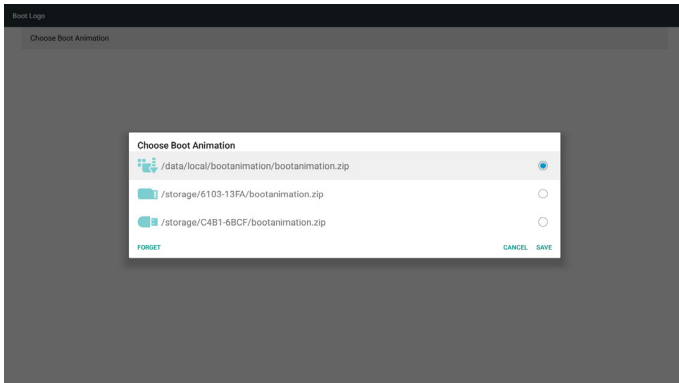 Boot Logo
Choose Boot Animation
Choose Boot Animation
/data/local/bootanimation/bootanimation.zip
/storage/6103-13FA/bootanimation.zip
/storage/C4B1-6BCF/bootanimation.zip
FORGET CANCEL SAVE